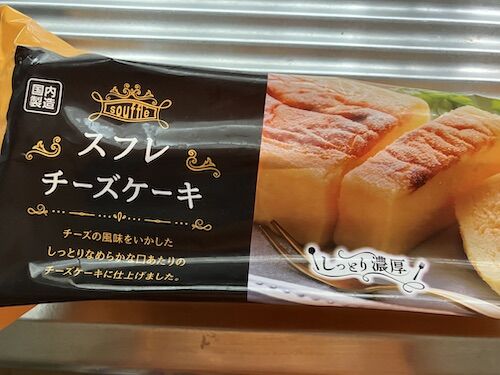 国内
製造
souffle
スフレ
チーズケーキ
チーズの風味をいかした
しっとりなめらかな口あたりの
チーズケーキに仕上げました。
しっとり濃厚